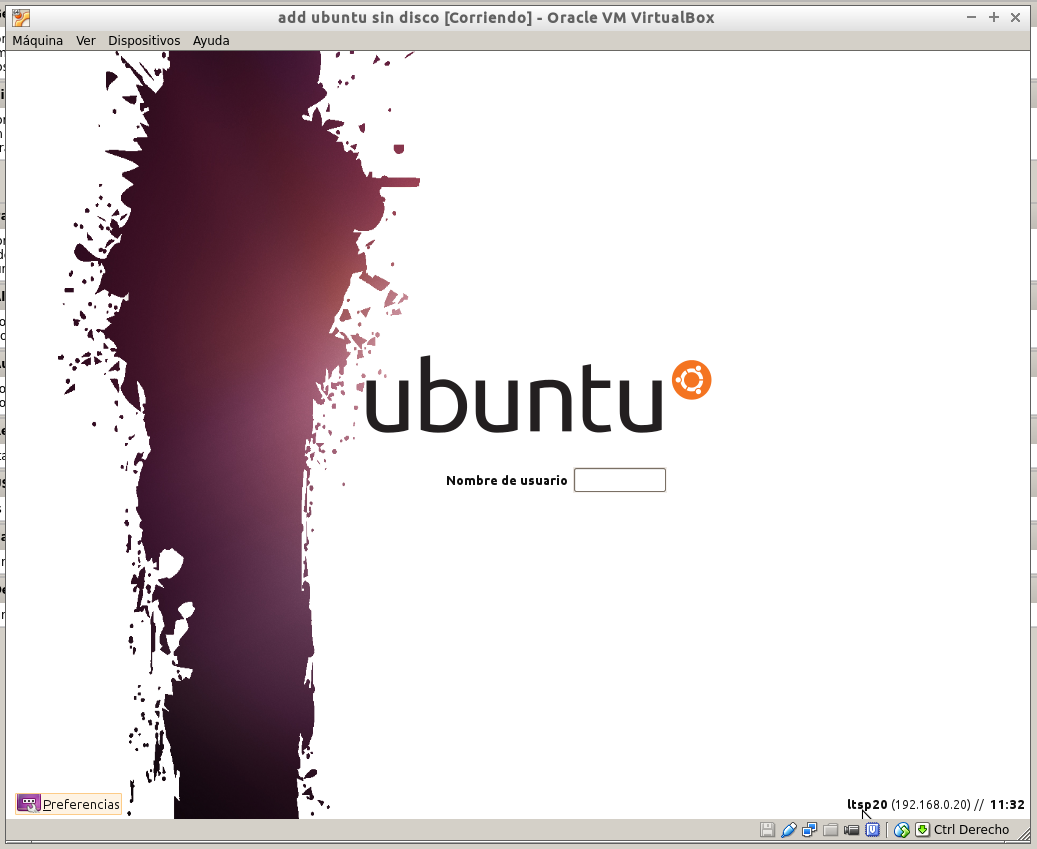 add ubuntu sin disco [Corriendo] - Oracle VM VirtualBox
Máquina Ver Dispositivos Ayuda
ubuntu
Nombre de usuario
Preferencias
ltsp20 (192.168.0.20) // 11:32
Ctrl Derecho